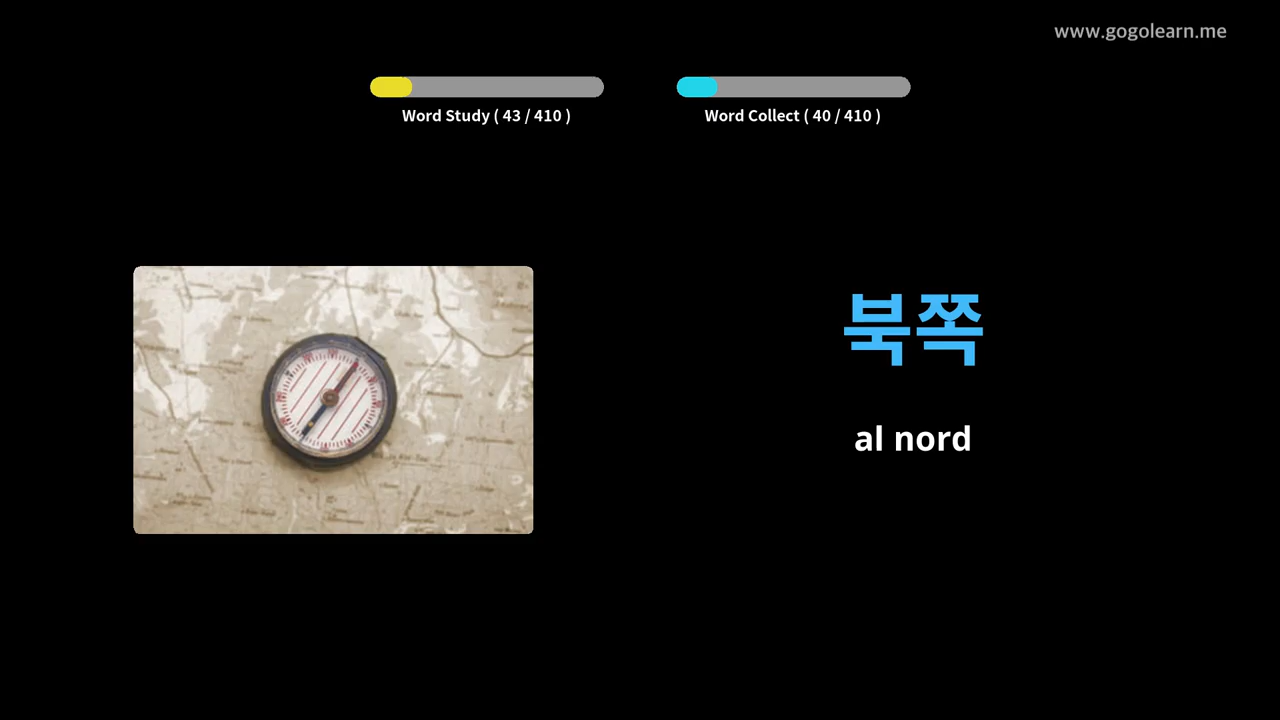 www.gogolearn.me
Word Study ( 43 / 410 )
Word Collect ( 40 / 410 )
북쪽
al nord